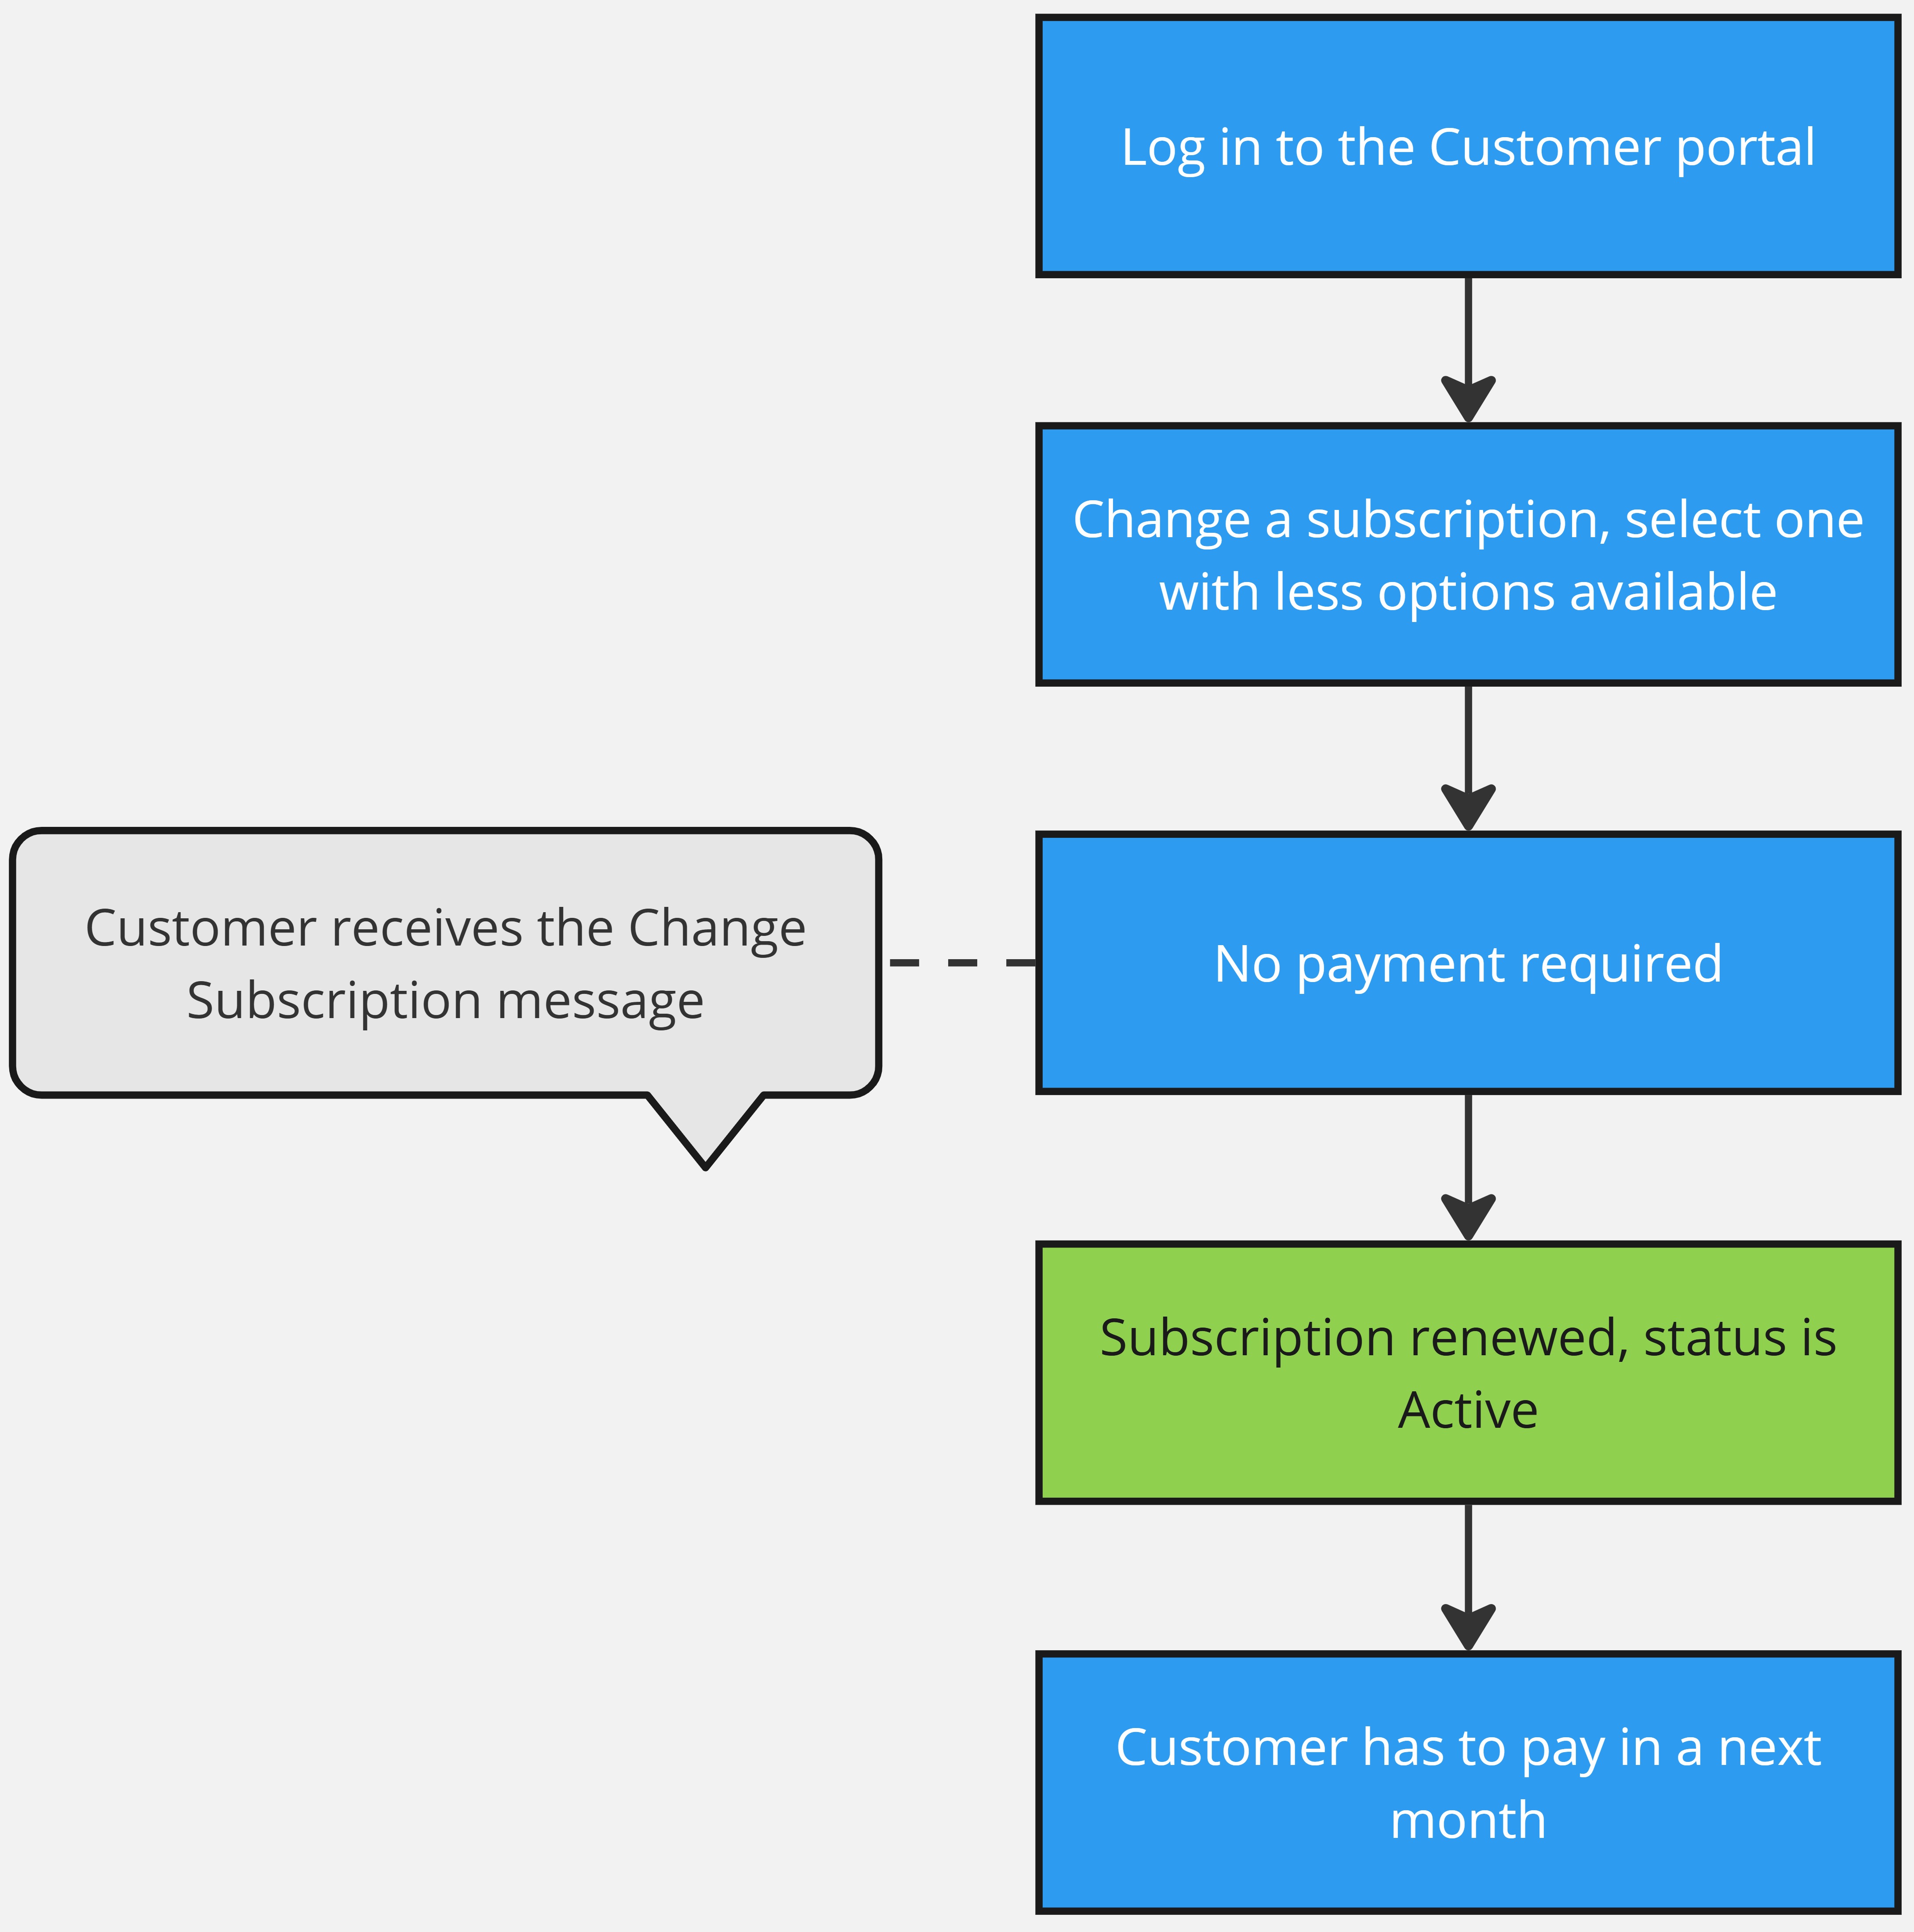 Log in to the Customer portal
Change a subscription, select one
with less options available
Customer receives the Change
Subscription message
No payment required
Subscription renewed, status is
Active
Customer has to pay in a next
month